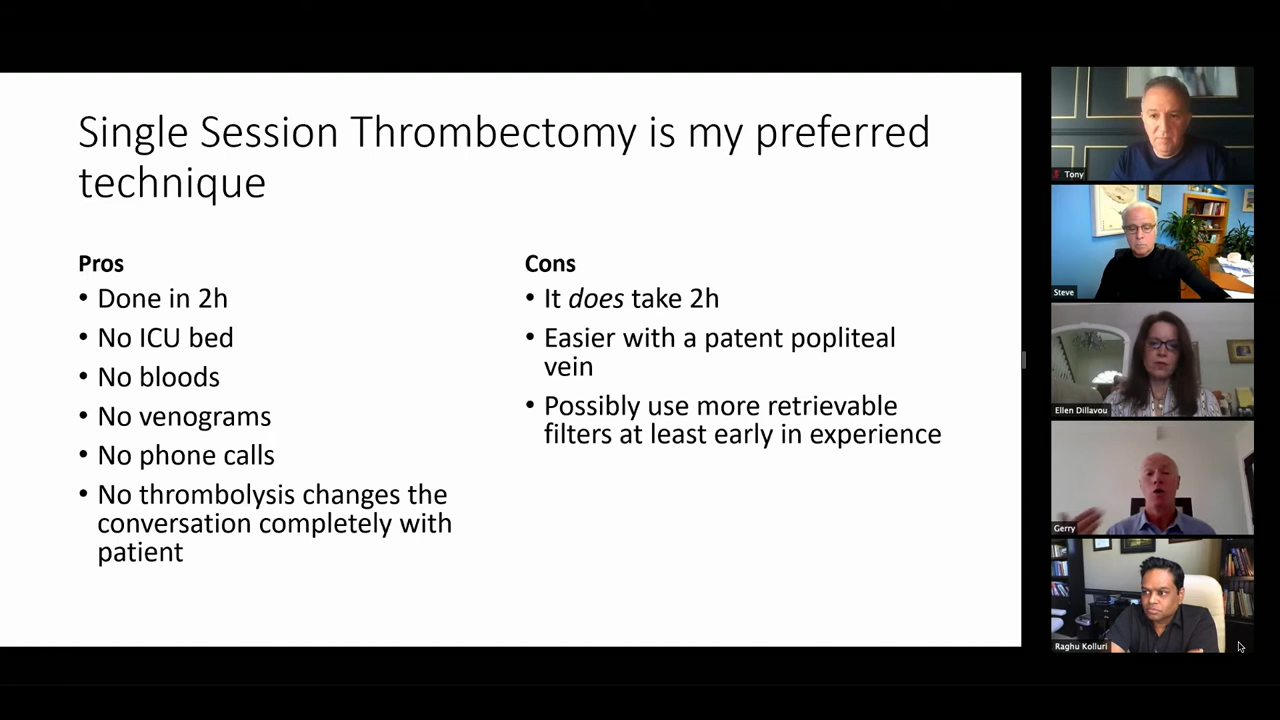 Single Session Thrombectomy is my preferred
technique
Pros
• Done in 2h
• No ICU bed
• No bloods
• No venograms
• No phone calls
• No thrombolysis changes the
conversation completely with
patient
Cons
• It does take 2h
• Easier with a patent popliteal
vein
• Possibly use more retrievable
filters at least early in experience
Tony
Steve
Ellen Dillavou
Gerry
Raghu Kolluri